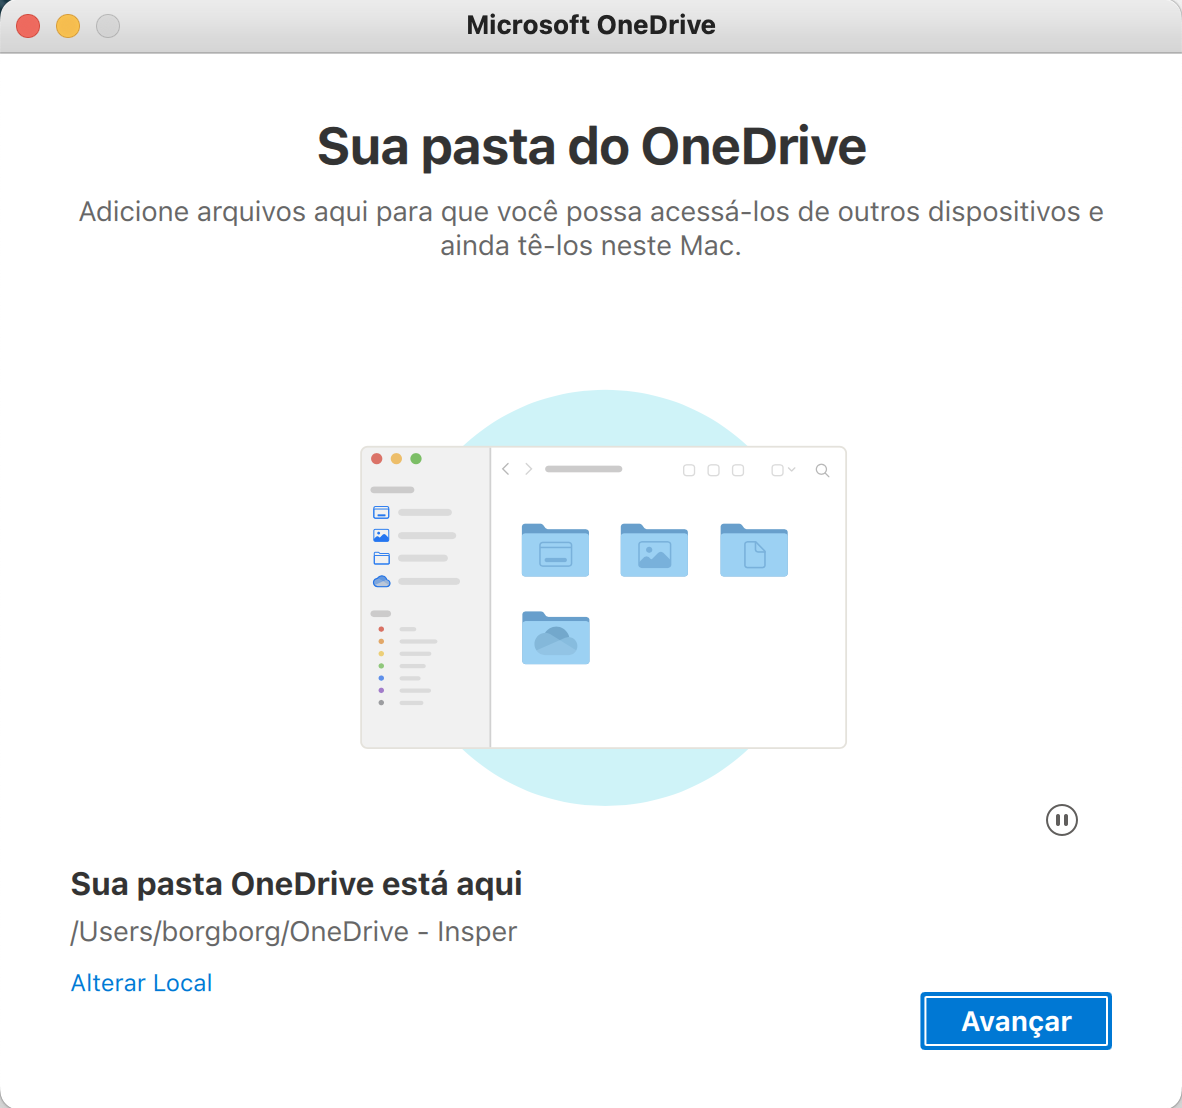 Microsoft OneDrive
Sua pasta do OneDrive
Adicione arquivos aqui para que você possa acessá-los de outros dispositivos e
ainda tê-los neste Mac.
Sua pasta OneDrive está aqui
/Users/borgborg/OneDrive - Insper
Alterar Local
Avançar